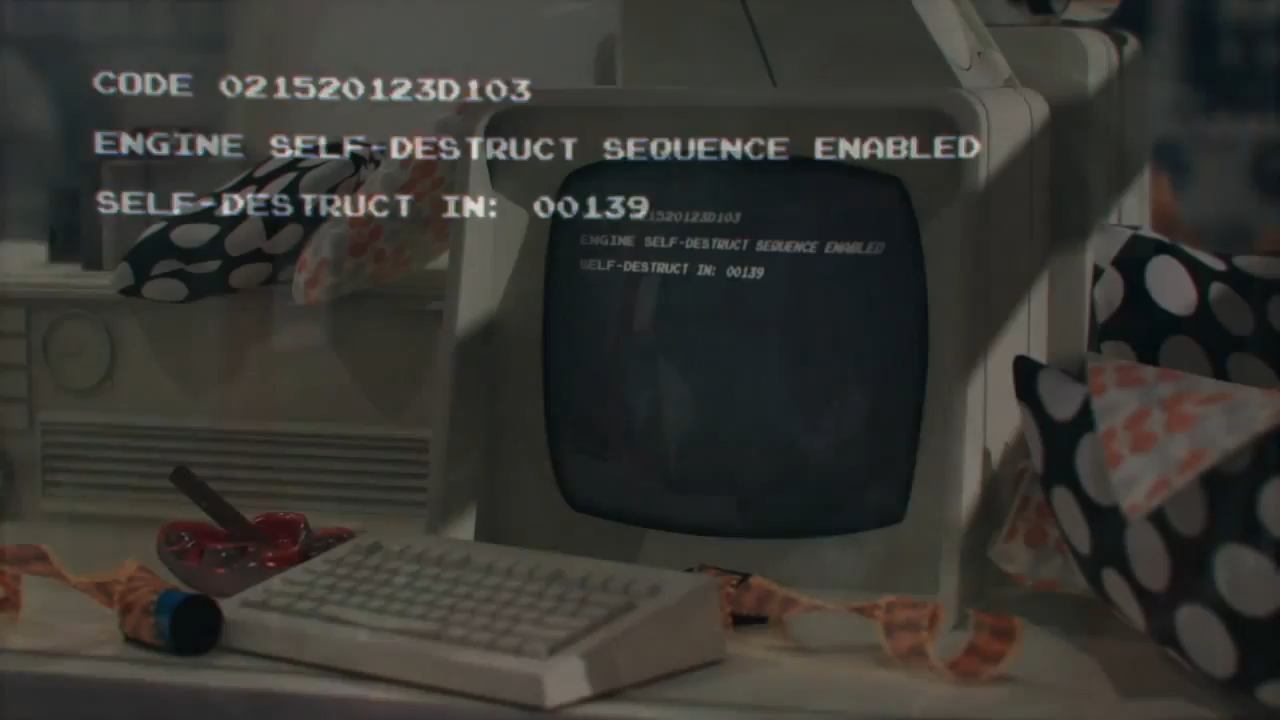 CODE 021520123D103
ENGINE SELF-DESTRUCT SEQUENCE ENABLED
SELF-DESTRUCT IN: 00139
1520123D103
ENGINE SELF-DESTRUCT SEQUENCE ENABLED
SELF-DESTRUCT IN: 00139